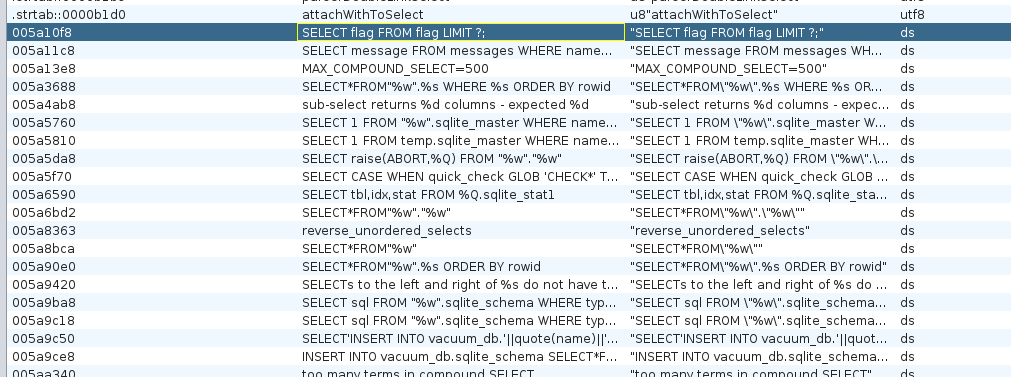 .strtab::0000b1d0 attachWithToSelect u8"attachWithToSelect" utf8
005a10f8 SELECT flag FROM flag LIMIT ?; "SELECT flag FROM flag LIMIT ?;" ds
005a11c8 SELECT message FROM messages WHERE name... "SELECT message FROM messages WH... ds
005a13e8 MAX_COMPOUND_SELECT=500 "MAX_COMPOUND_SELECT=500" ds
005a3688 SELECT*FROM"%w".%s WHERE %s ORDER BY rowid "SELECT*FROM\"%w\".%s WHERE %s OR... ds
005a4ab8 sub-select returns %d columns - expected %d "sub-select returns %d columns - expec... ds
005a5760 SELECT 1 FROM "%w".sqlite_master WHERE name... "SELECT 1 FROM \"%w\".sqlite_master W... ds
005a5810 SELECT 1 FROM temp.sqlite_master WHERE name... "SELECT 1 FROM temp.sqlite_master WH... ds
005a5da8 SELECT raise(ABORT,%Q) FROM "%w"."%w" "SELECT raise(ABORT,%Q) FROM \"%w\".\... ds
005a5f70 SELECT CASE WHEN quick_check GLOB 'CHECK*' T... "SELECT CASE WHEN quick_check GLOB ... ds
005a6590 SELECT tbl,idx,stat FROM %Q.sqlite_stat1 "SELECT tbl,idx,stat FROM %Q.sqlite_sta... ds
005a6bd2 SELECT*FROM"%w"."%w" "SELECT*FROM\"%w\".\"%w\"" ds
005a8363 reverse_unordered_selects "reverse_unordered_selects" ds
005a8bca SELECT*FROM"%w" "SELECT*FROM\"%w\"" ds
005a90e0 SELECT*FROM"%w".%s ORDER BY rowid "SELECT*FROM\"%w\".%s ORDER BY rowid" ds
005a9420 SELECTs to the left and right of %s do not have t... "SELECTs to the left and right of %s do ... ds
005a9ba8 SELECT sql FROM "%w".sqlite_schema WHERE typ... "SELECT sql FROM \"%w\".sqlite_schema... ds
005a9c18 SELECT sql FROM "%w".sqlite_schema WHERE typ... "SELECT sql FROM \"%w\".sqlite_schema... ds
005a9c50 SELECT'INSERT INTO vacuum_db.'||quote(name)||'... "SELECT'INSERT INTO vacuum_db.'||quot... ds
005a9ce8 INSERT INTO vacuum_db.sqlite_schema SELECT*F... "INSERT INTO vacuum_db.sqlite_schema... ds
005aa340 too many terms in compound SELECT "too many terms in compound SELECT" ds